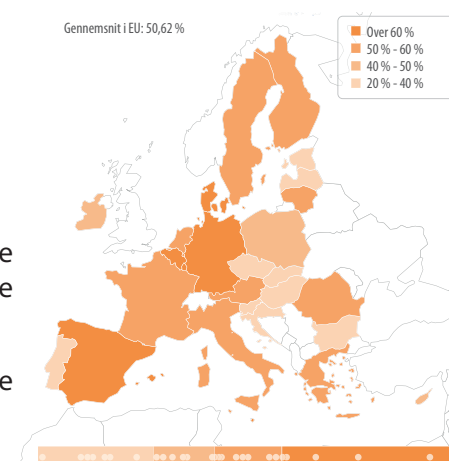 Gennemsnit i EU: 50,62 %
Over 60 %
50 % - 60 %
40 % - 50 %
20 % - 40 %
e
e
e